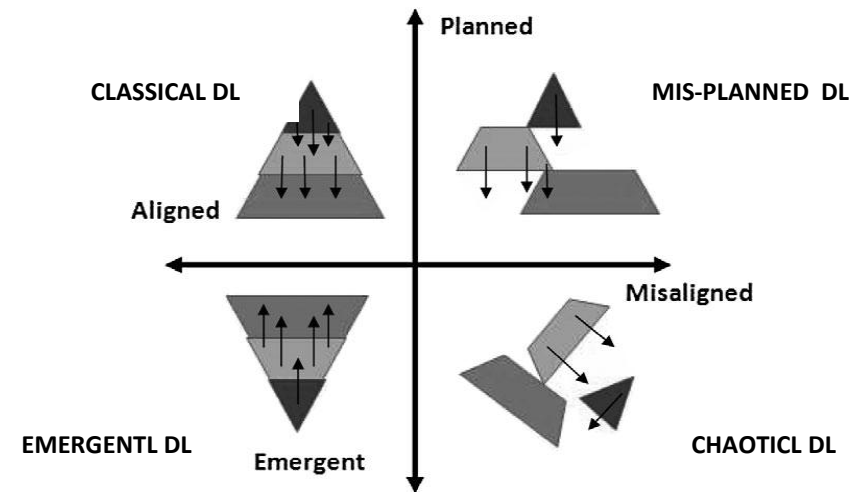 Planned
CLASSICAL DL
MIS-PLANNED DL
Aligned
Misaligned
EMERGENTL DL
CHAOTICL DL
Emergent